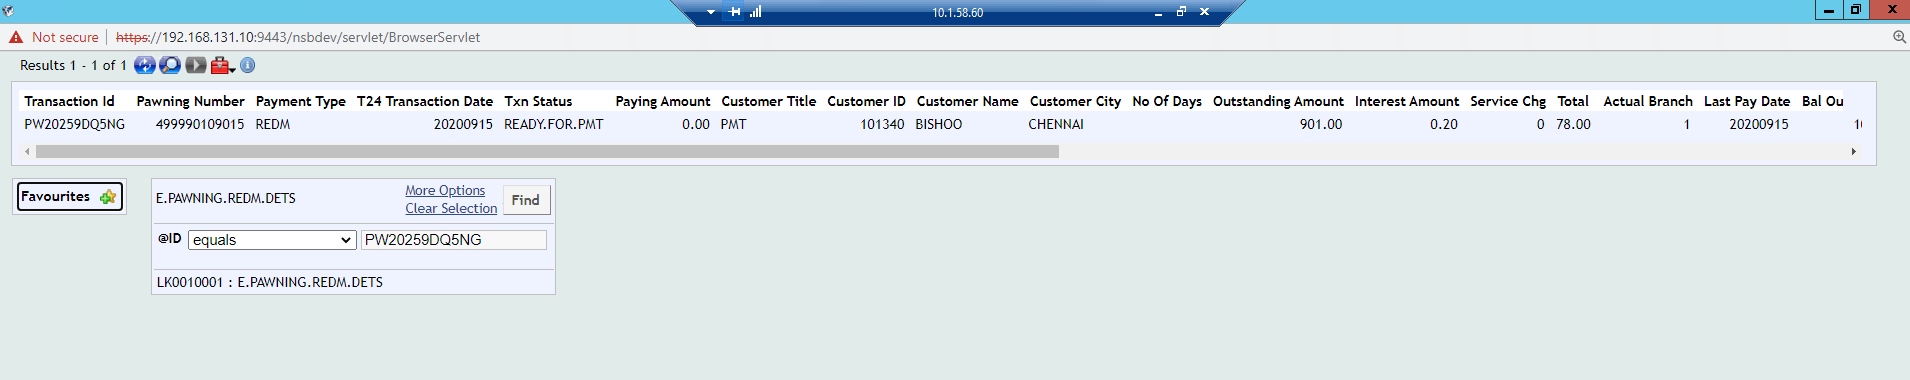 10.1.58.60
Not secure https://192.168.131.10:9443/nsbdev/servlet/BrowserServlet
Results 1 - 1 of 1
Transaction Id Pawning Number Payment Type T24 Transaction Date Txn Status Paying Amount Customer Title Customer ID Customer Name Customer City No Of Days Outstanding Amount Interest Amount Service Chg Total Actual Branch Last Pay Date Bal Ou
PW20259DQ5NG 499990109015 REDM 20200915 READY.FOR.PMT 0.00 PMT 101340 BISHOO CHENNAI 901.00 0.20 0 78.00 1 20200915
Favourites
E.PAWNING.REDM.DETS
More Options
Clear Selection
Find
@ID equals PW20259DQ5NG
LK0010001 : E.PAWNING.REDM.DETS